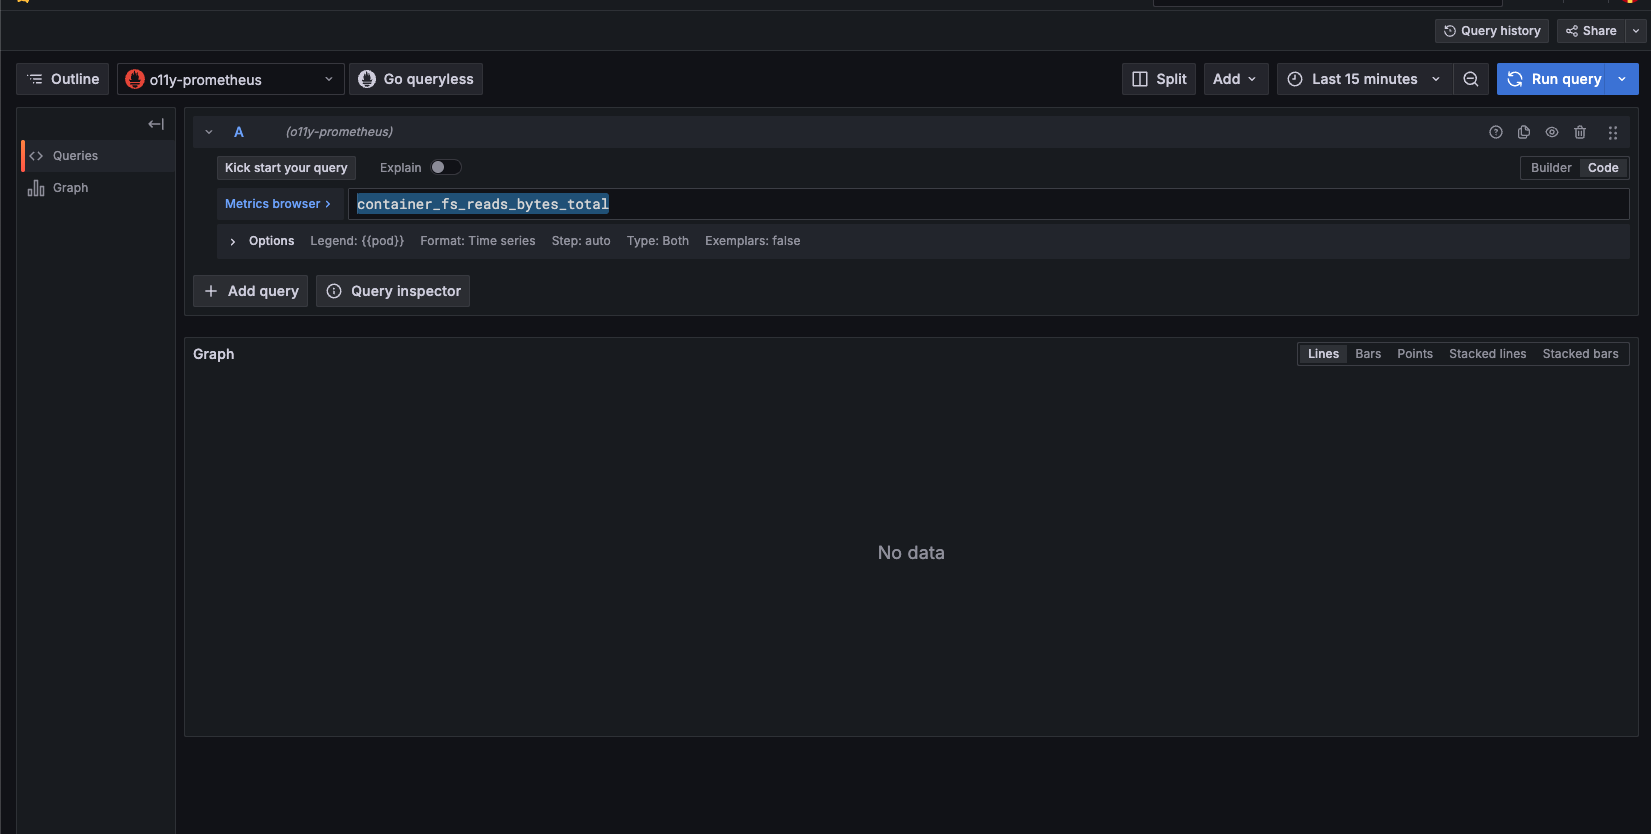 Query history
Share
Outline
o11y-prometheus
Go queryless
Split
Add
Last 15 minutes
Run query
Queries
Graph
A
(o11y-prometheus)
Kick start your query
Explain
Builder
Code
Metrics browser >
container_fs_reads_bytes_total
Options
Legend: {{pod}}
Format: Time series
Step: auto
Type: Both
Exemplars: false
+ Add query
Query inspector
Graph
Lines
Bars
Points
Stacked lines
Stacked bars
No data